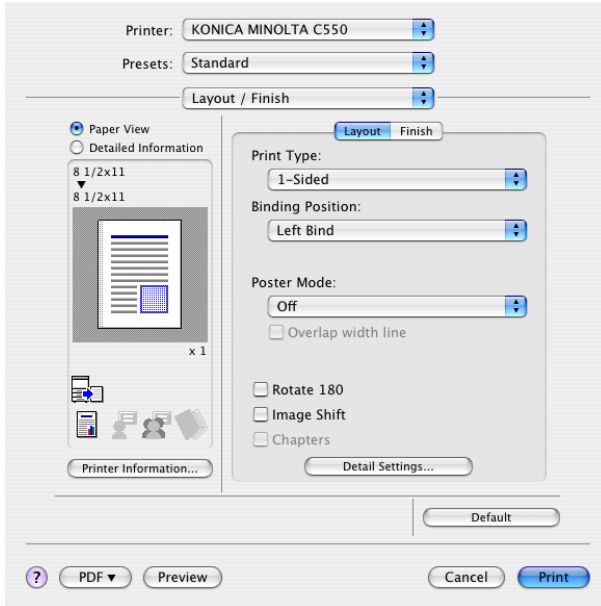 Printer: KONICA MINOLTA C550
Presets: Standard
Layout / Finish
Paper View
Detailed Information
8 1/2x11
8 1/2x11
x 1
Printer Information...
Layout Finish
Print Type:
1-Sided
Binding Position:
Left Bind
Poster Mode:
Off
Overlap width line
Rotate 180
Image Shift
Chapters
Detail Settings...
Default
? PDF ▼ Preview Cancel Print